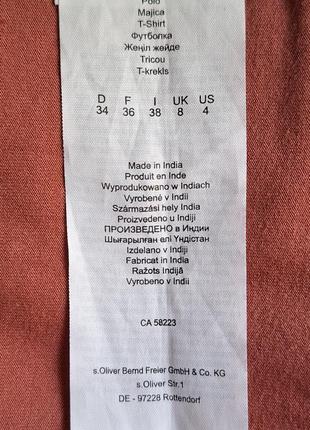 Polo
Majica
T-Shirt
Футболка
Жеңіл жейде
Tricou
T-krekls
D F I UK US
34 36 38 8 4
Made in India
Produit en Inde
Wyprodukowano w Indiach
Vyrobené v Indii
Származási hely India
Proizvedeno u Indiji
ПРОИЗВЕДЕНО в Индии
Шығарылған елі Үндістан
Izdelano v Indiji
Fabricat in India
Ražots Indijā
Vyrobeno v Indii
CA 58223
s.Oliver Bernd Freier GmbH & Co. KG
s.Oliver Str.1
DE - 97228 Rottendorf